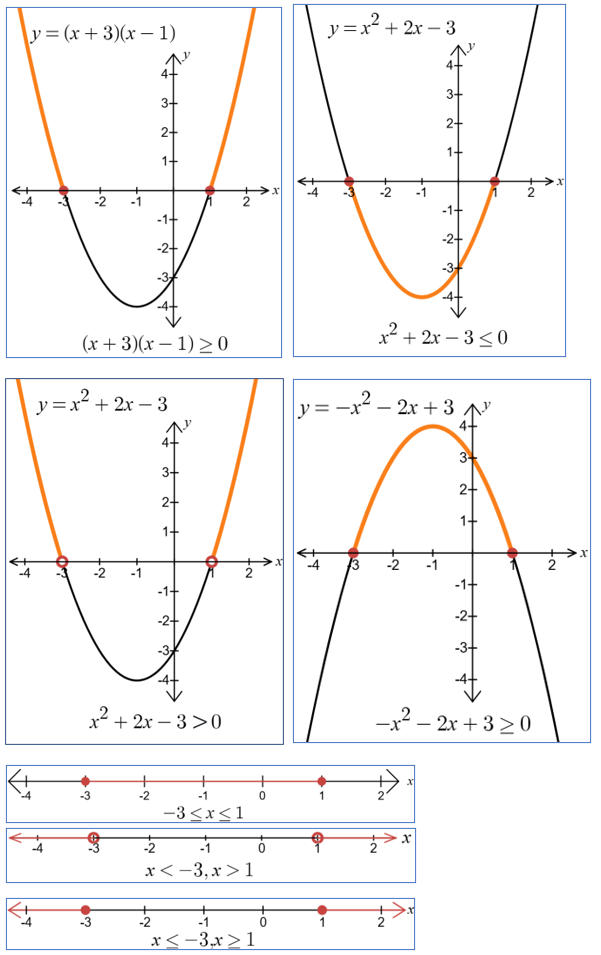 y = (x + 3)(x − 1)
y
4
3
2
1
-4 -3 -2 -1 1 2 x
-1
-2
-3
-4
(x + 3)(x − 1) ≥ 0
y = x² + 2x − 3
y
4
3
2
1
-4 -3 -2 -1 1 2 x
-1
-2
-3
-4
x² + 2x − 3 ≤ 0
y = x² + 2x − 3
y
4
3
2
1
-4 -3 -2 -1 1 2 x
-1
-2
-3
-4
x² + 2x − 3 > 0
y = −x² − 2x + 3
y
4
3
2
1
-4 -3 -2 -1 1 2 x
-1
-2
-3
-4
−x² − 2x + 3 ≥ 0
-4 -3 -2 -1 0 1 2 x
−3 ≤ x ≤ 1
-4 -3 -2 -1 0 1 2 x
x < −3, x > 1
-4 -3 -2 -1 0 1 2 x
x ≤ −3,x ≥ 1